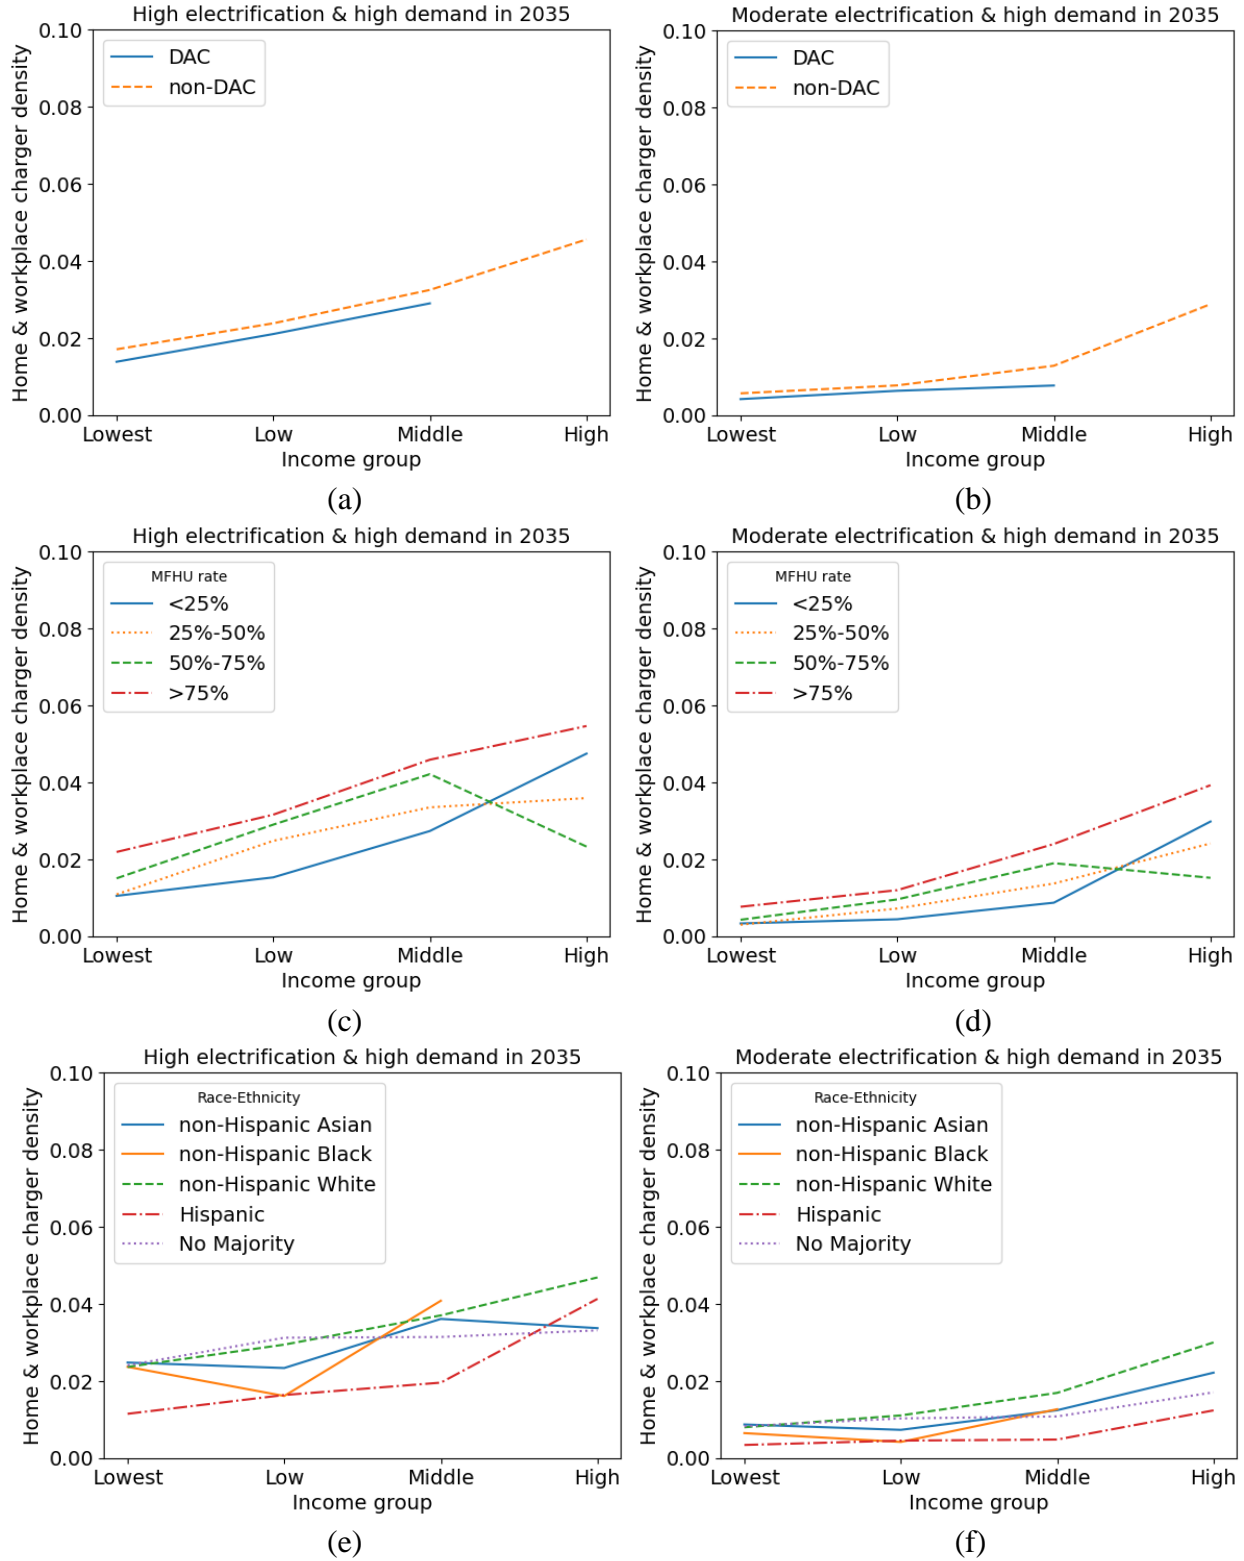 High electrification & high demand in 2035
Home & workplace charger density
0.10
0.08
0.06
0.04
0.02
0.00
DAC
non-DAC
Lowest Low Middle High
Income group
(a)
Moderate electrification & high demand in 2035
Home & workplace charger density
0.10
0.08
0.06
0.04
0.02
0.00
DAC
non-DAC
Lowest Low Middle High
Income group
(b)
High electrification & high demand in 2035
Home & workplace charger density
0.10
0.08
0.06
0.04
0.02
0.00
MFHU rate
<25%
25%-50%
50%-75%
>75%
Lowest Low Middle High
Income group
(c)
Moderate electrification & high demand in 2035
Home & workplace charger density
0.10
0.08
0.06
0.04
0.02
0.00
MFHU rate
<25%
25%-50%
50%-75%
>75%
Lowest Low Middle High
Income group
(d)
High electrification & high demand in 2035
Home & workplace charger density
0.10
0.08
0.06
0.04
0.02
0.00
Race-Ethnicity
non-Hispanic Asian
non-Hispanic Black
non-Hispanic White
Hispanic
No Majority
Lowest Low Middle High
Income group
(e)
Moderate electrification & high demand in 2035
Home & workplace charger density
0.10
0.08
0.06
0.04
0.02
0.00
Race-Ethnicity
non-Hispanic Asian
non-Hispanic Black
non-Hispanic White
Hispanic
No Majority
Lowest Low Middle High
Income group
(f)